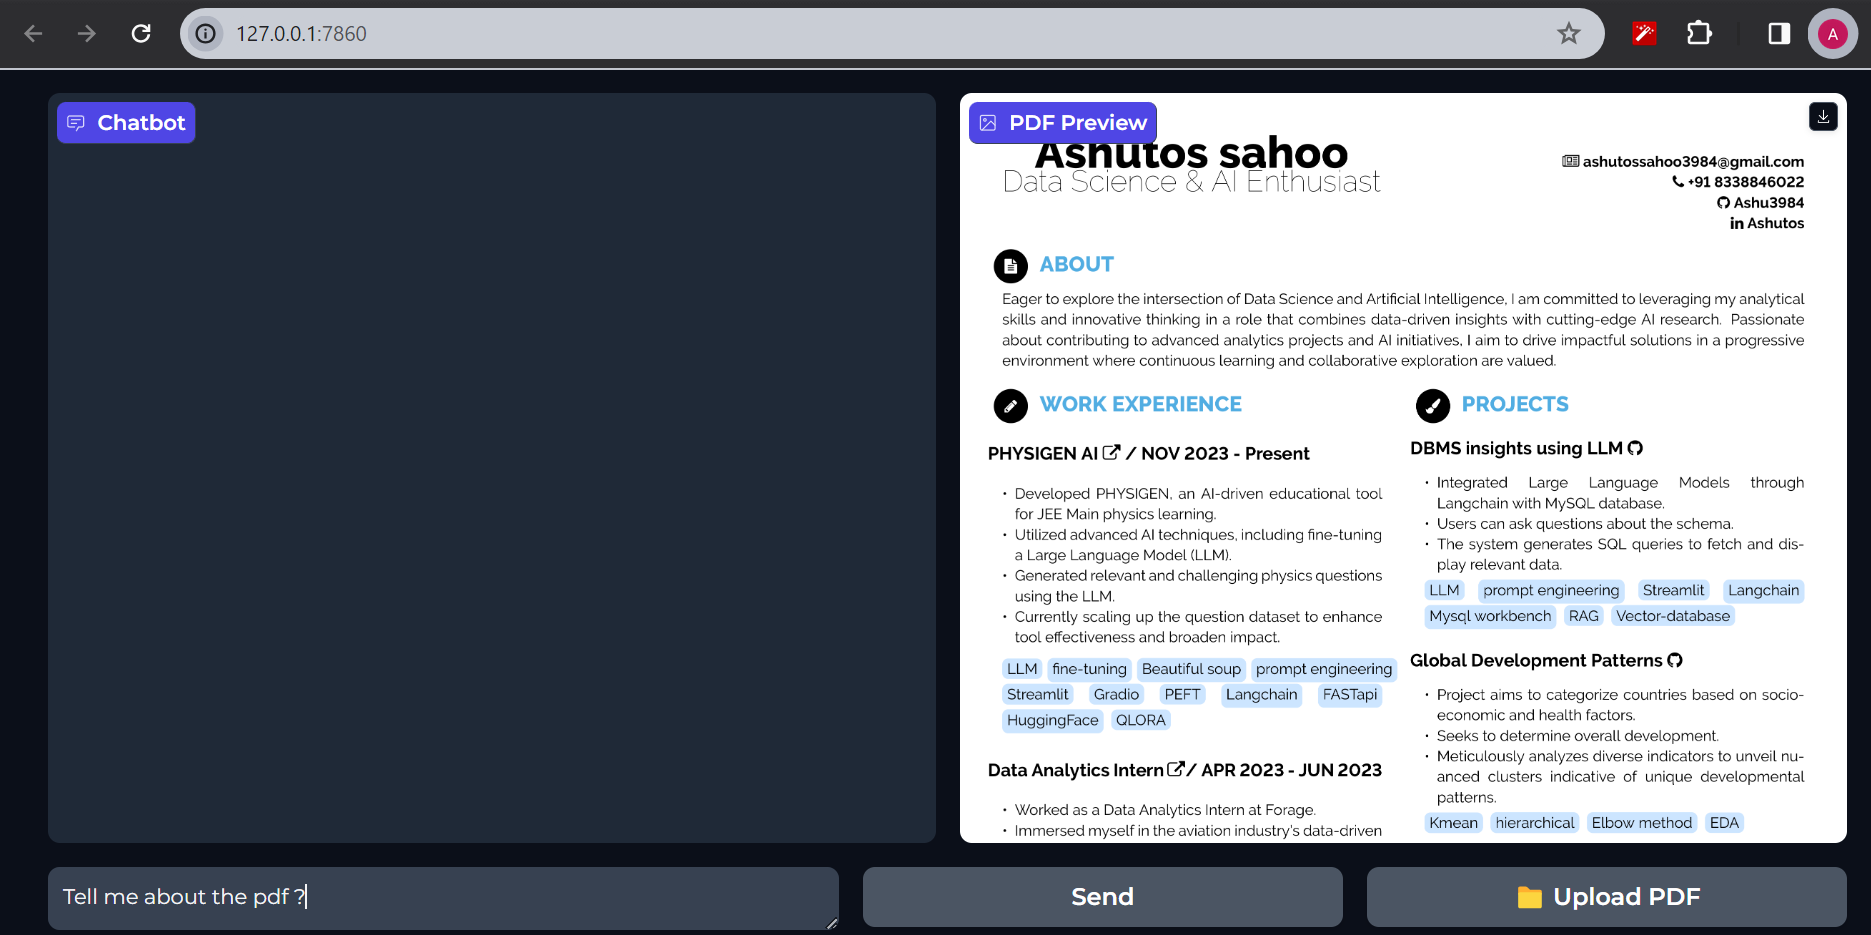 127.0.0.1:7860
A
Chatbot
PDF Preview
Ashutos sahoo
Data Science & AI Enthusiast
ashutossahoo3984@gmail.com
+91 8338846022
Ashu3984
in Ashutos
ABOUT
Eager to explore the intersection of Data Science and Artificial Intelligence, I am committed to leveraging my analytical
skills and innovative thinking in a role that combines data-driven insights with cutting-edge AI research. Passionate
about contributing to advanced analytics projects and AI initiatives, I aim to drive impactful solutions in a progressive
environment where continuous learning and collaborative exploration are valued.
WORK EXPERIENCE
PHYSIGEN AI / NOV 2023 - Present
• Developed PHYSIGEN, an AI-driven educational tool
for JEE Main physics learning.
• Utilized advanced AI techniques, including fine-tuning
a Large Language Model (LLM).
• Generated relevant and challenging physics questions
using the LLM.
• Currently scaling up the question dataset to enhance
tool effectiveness and broaden impact.
LLM fine-tuning Beautiful soup prompt engineering
Streamlit Gradio PEFT Langchain FASTapi
HuggingFace QLORA
Data Analytics Intern / APR 2023 - JUN 2023
• Worked as a Data Analytics Intern at Forage.
• Immersed myself in the aviation industry's data-driven
PROJECTS
DBMS insights using LLM
• Integrated Large Language Models through
Langchain with MySQL database.
• Users can ask questions about the schema.
• The system generates SQL queries to fetch and dis-
play relevant data.
LLM prompt engineering Streamlit Langchain
Mysql workbench RAG Vector-database
Global Development Patterns
• Project aims to categorize countries based on socio-
economic and health factors.
• Seeks to determine overall development.
• Meticulously analyzes diverse indicators to unveil nu-
anced clusters indicative of unique developmental
patterns.
Kmean hierarchical Elbow method EDA
Tell me about the pdf ?
Send
Upload PDF